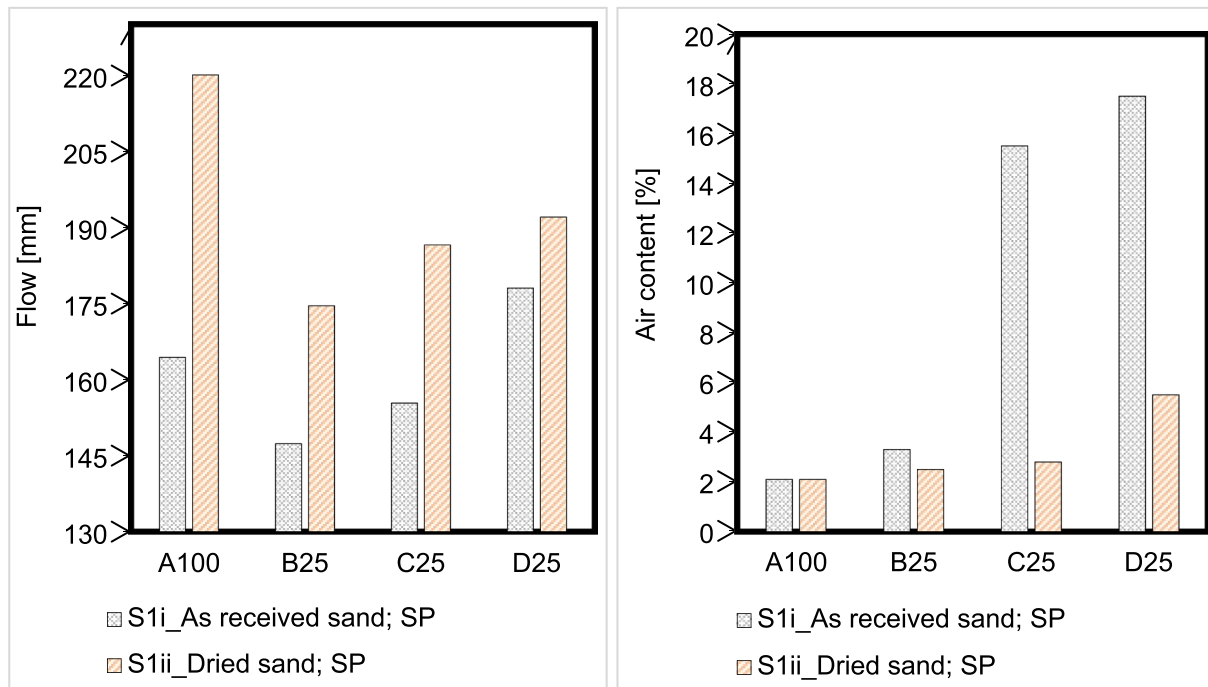 Flow [mm]
220
205
190
175
160
145
130
A100 B25 C25 D25
S1i_As received sand; SP
S1ii_Dried sand; SP
Air content [%]
20
18
16
14
12
10
8
6
4
2
0
A100 B25 C25 D25
S1i_As received sand; SP
S1ii_Dried sand; SP